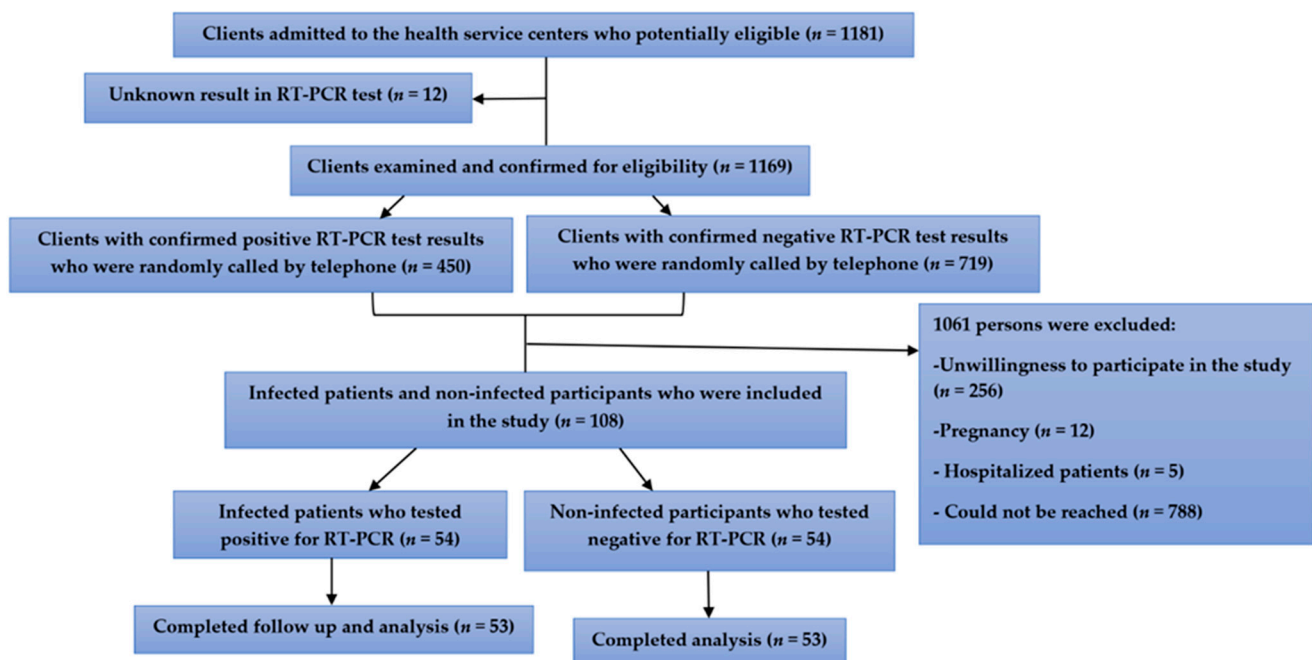 Clients admitted to the health service centers who potentially eligible (n = 1181)
Unknown result in RT-PCR test (n = 12)
Clients examined and confirmed for eligibility (n = 1169)
Clients with confirmed positive RT-PCR test results
who were randomly called by telephone (n = 450)
Clients with confirmed negative RT-PCR test results
who were randomly called by telephone (n = 719)
1061 persons were excluded:
-Unwillingness to participate in the study
(n = 256)
-Pregnancy (n = 12)
- Hospitalized patients (n = 5)
- Could not be reached (n = 788)
Infected patients and non-infected participants who were included
in the study (n = 108)
Infected patients who tested
positive for RT-PCR (n = 54)
Non-infected participants who tested
negative for RT-PCR (n = 54)
Completed follow up and analysis (n = 53)
Completed analysis (n = 53)